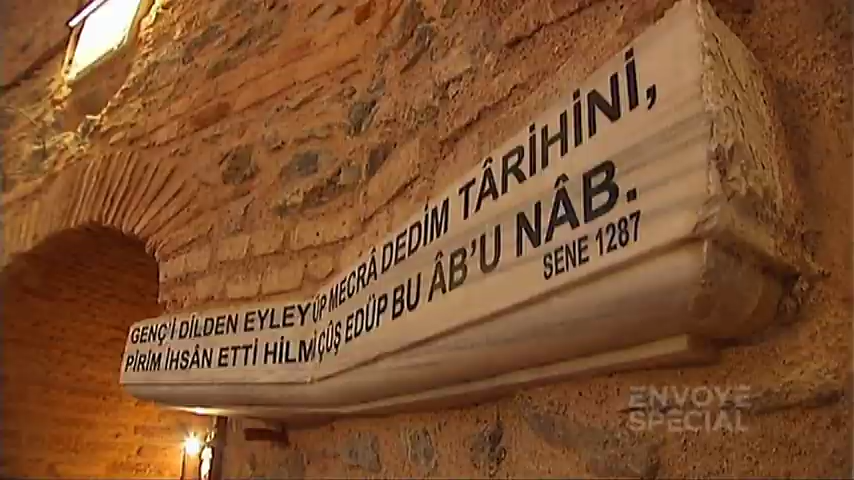 GENÇ'İ DİLDEN EYLEYÜP MECRÂ DEDİM TÂRİHİNİ,
PİRİM İHSÂN ETTİ HİLMİ ÇÛŞ EDÜP BU ÂB'U NÂB.
SENE 1287
ENVOYE
SPECIAL